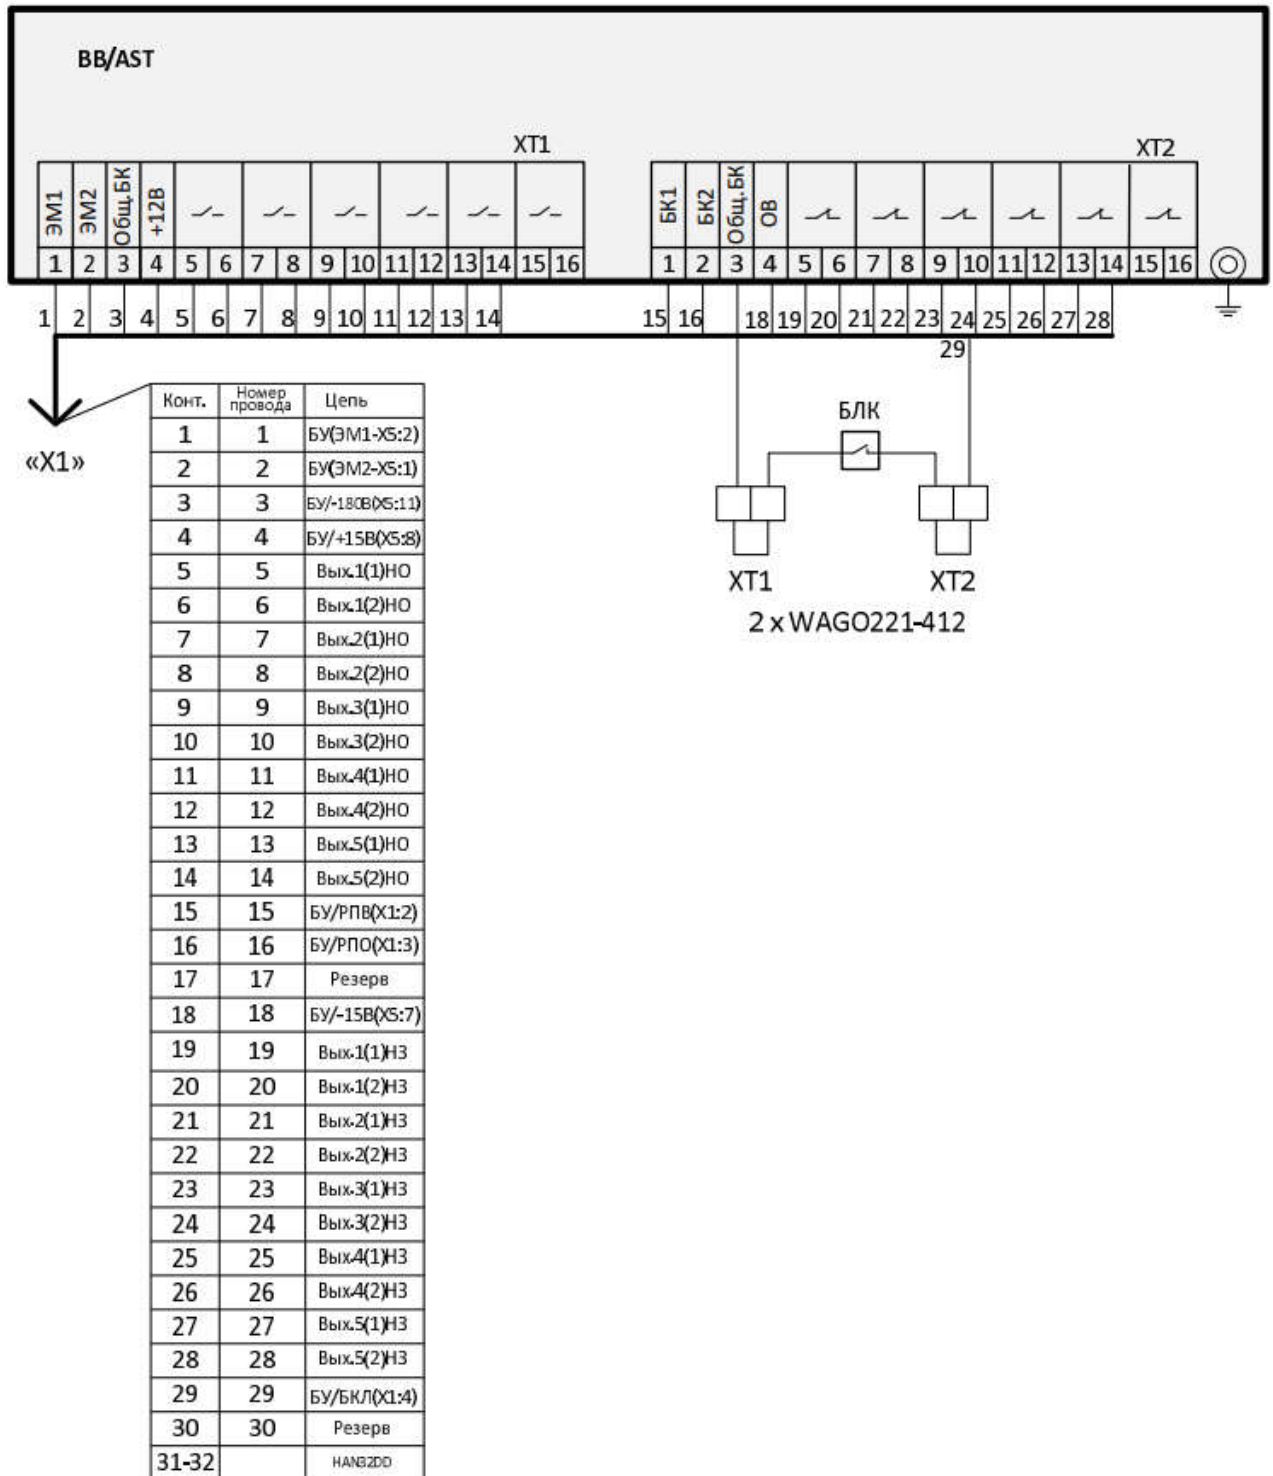 BB/AST
XT1
XT2
ЭМ1 ЭМ2 Общ.БК +12В
БК1 БК2 Общ.БК ОВ
1 2 3 4 5 6 7 8 9 10 11 12 13 14 15 16
1 2 3 4 5 6 7 8 9 10 11 12 13 14 15 16
1 2 3 4 5 6 7 8 9 10 11 12 13 14
15 16 18 19 20 21 22 23 24 25 26 27 28
29
«X1»
БЛК
XT1 XT2
2 x WAGO221-412
Конт. Номер провода Цепь
1 1 БУ(ЭМ1-X5:2)
2 2 БУ(ЭМ2-X5:1)
3 3 БУ/-180В(X5:11)
4 4 БУ/+15В(X5:8)
5 5 Вых.1(1)НО
6 6 Вых.1(2)НО
7 7 Вых.2(1)НО
8 8 Вых.2(2)НО
9 9 Вых.3(1)НО
10 10 Вых.3(2)НО
11 11 Вых.4(1)НО
12 12 Вых.4(2)НО
13 13 Вых.5(1)НО
14 14 Вых.5(2)НО
15 15 БУ/РПВ(X1:2)
16 16 БУ/РПО(X1:3)
17 17 Резерв
18 18 БУ/-15В(X5:7)
19 19 Вых.1(1)НЗ
20 20 Вых.1(2)НЗ
21 21 Вых.2(1)НЗ
22 22 Вых.2(2)НЗ
23 23 Вых.3(1)НЗ
24 24 Вых.3(2)НЗ
25 25 Вых.4(1)НЗ
26 26 Вых.4(2)НЗ
27 27 Вых.5(1)НЗ
28 28 Вых.5(2)НЗ
29 29 БУ/БКЛ(X1:4)
30 30 Резерв
31-32 HAN32DD